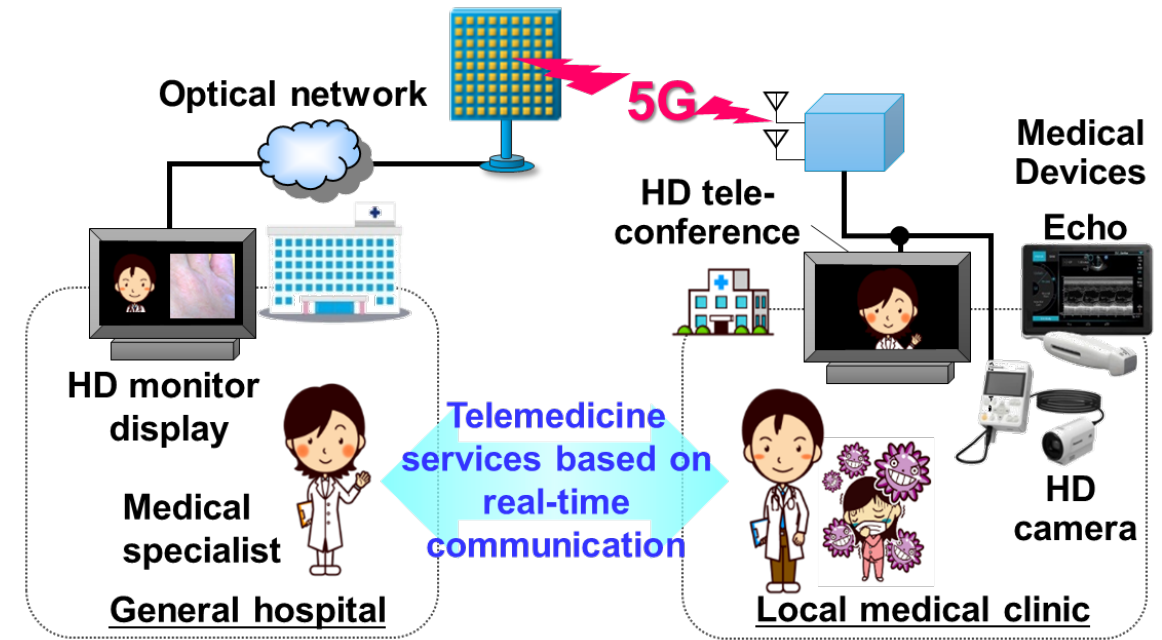 Optical network
5G
Medical
Devices
HD tele-
conference
Echo
HD monitor
display
Telemedicine
services based on
real-time
communication
Medical
specialist
HD
camera
General hospital
Local medical clinic